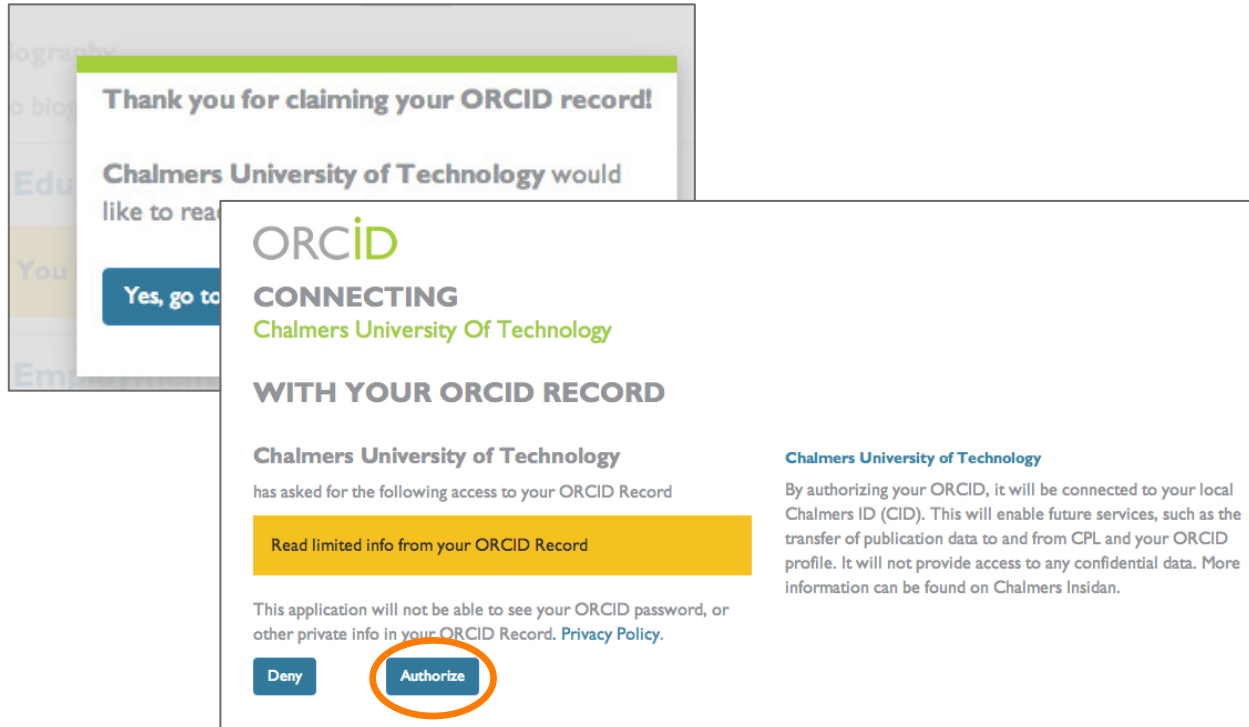 iography
o blog
Edu
You
Employment
Thank you for claiming your ORCID record!
Chalmers University of Technology would
like to read
Yes, go to
ORCID
CONNECTING
Chalmers University Of Technology
WITH YOUR ORCID RECORD
Chalmers University of Technology
has asked for the following access to your ORCID Record
Read limited info from your ORCID Record
This application will not be able to see your ORCID password, or
other private info in your ORCID Record. Privacy Policy.
Deny
Authorize
Chalmers University of Technology
By authorizing your ORCID, it will be connected to your local
Chalmers ID (CID). This will enable future services, such as the
transfer of publication data to and from CPL and your ORCID
profile. It will not provide access to any confidential data. More
information can be found on Chalmers Insidan.